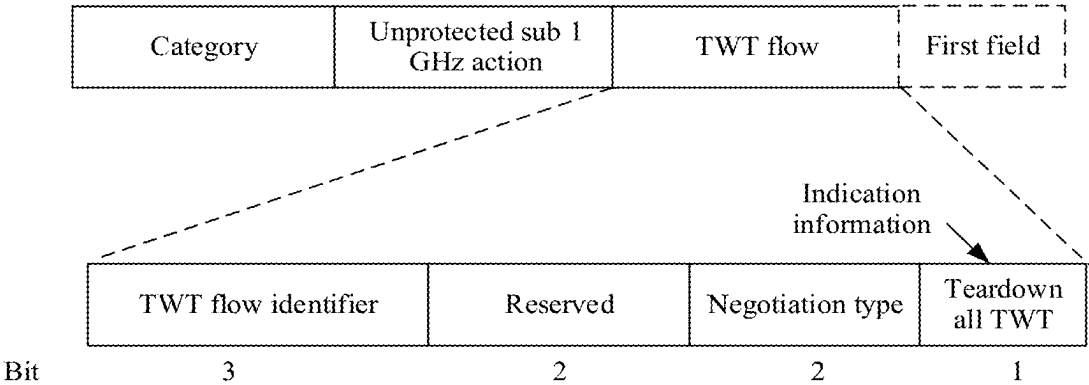 Category
Unprotected sub 1
GHz action
TWT flow
First field
Indication
information
TWT flow identifier
Reserved
Negotiation type
Teardown
all TWT
Bit 3 2 2 1